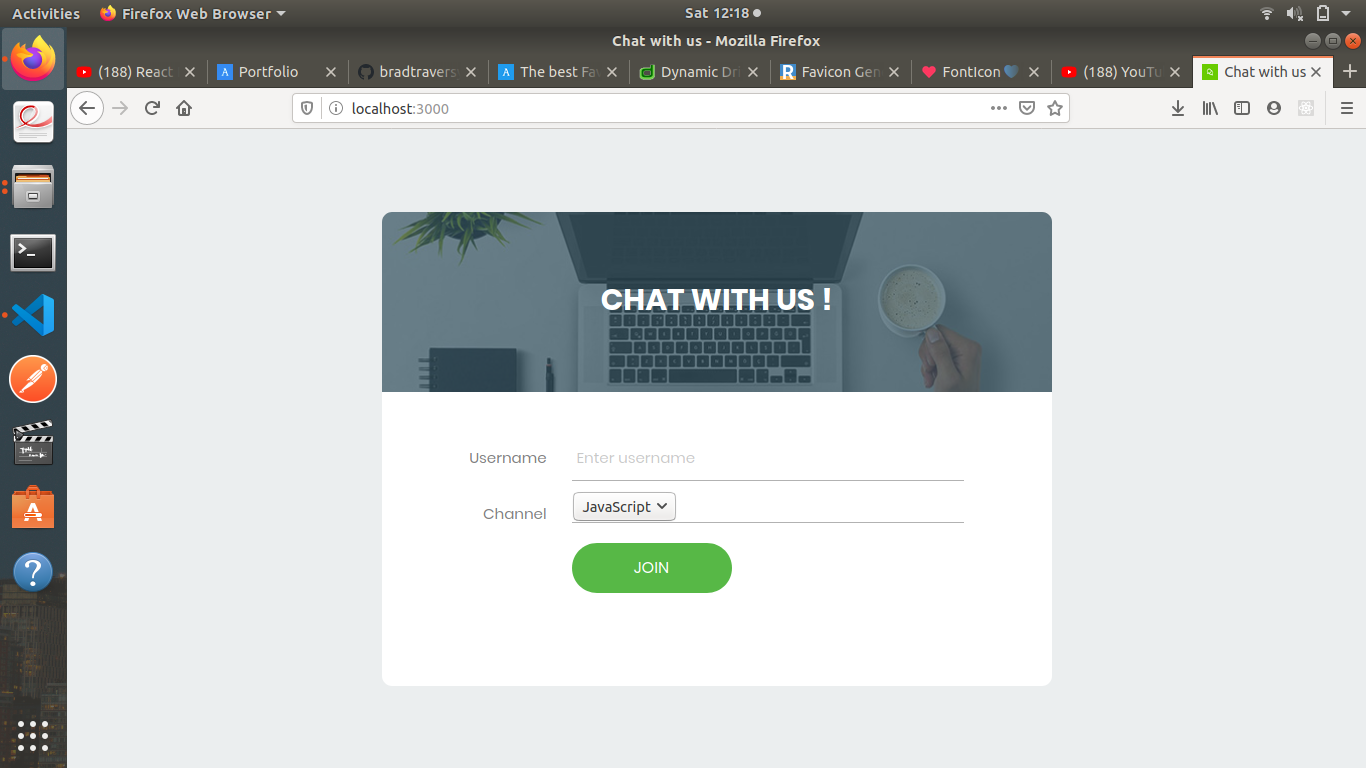 Activities Firefox Web Browser Sat 12:18
Chat with us - Mozilla Firefox
(188) React Portfolio bradtravers The best Fav Dynamic Dri Favicon Gen FontIcon (188) YouTu Chat with us
localhost:3000
CHAT WITH US !
Username Enter username
Channel JavaScript
JOIN